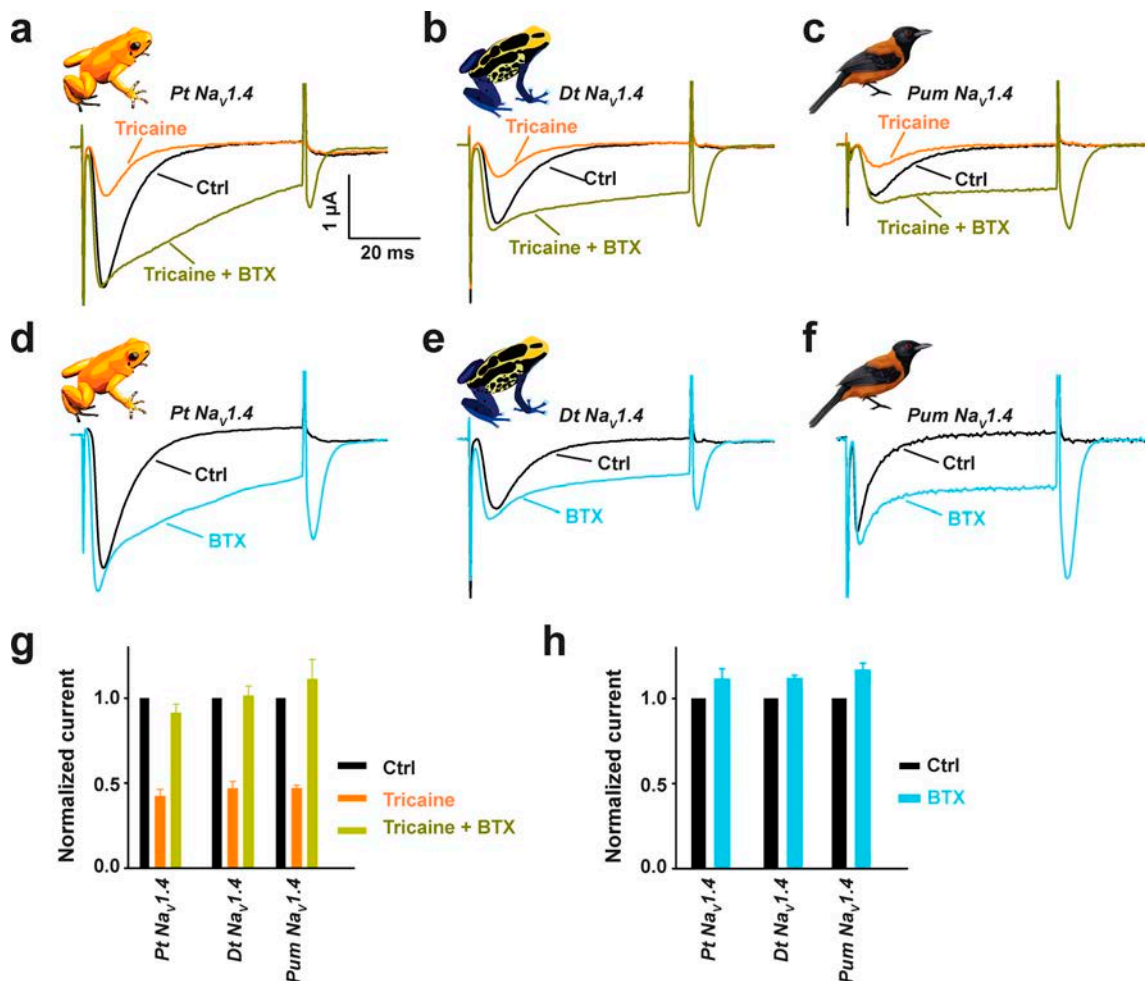 a
b
c
Pt Nav1.4
Dt Nav1.4
Pum Nav1.4
Tricaine
Ctrl
Tricaine + BTX
1 µA
20 ms
Tricaine
Ctrl
Tricaine + BTX
Tricaine
Ctrl
Tricaine + BTX
d
e
f
Pt Nav1.4
Dt Nav1.4
Pum Nav1.4
Ctrl
BTX
Ctrl
BTX
Ctrl
BTX
g
Normalized current
1.0
0.5
0.0
Pt Nav1.4
Dt Nav1.4
Pum Nav1.4
Ctrl
Tricaine
Tricaine + BTX
h
Normalized current
1.0
0.5
0.0
Pt Nav1.4
Dt Nav1.4
Pum Nav1.4
Ctrl
BTX